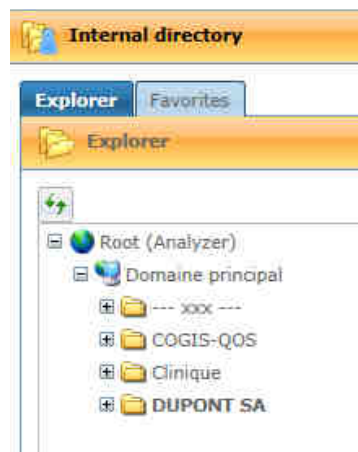 Internal directory
Explorer Favorites
Explorer
Root (Analyzer)
Domaine principal
--- xxx ---
COGIS-QOS
Clinique
DUPONT SA